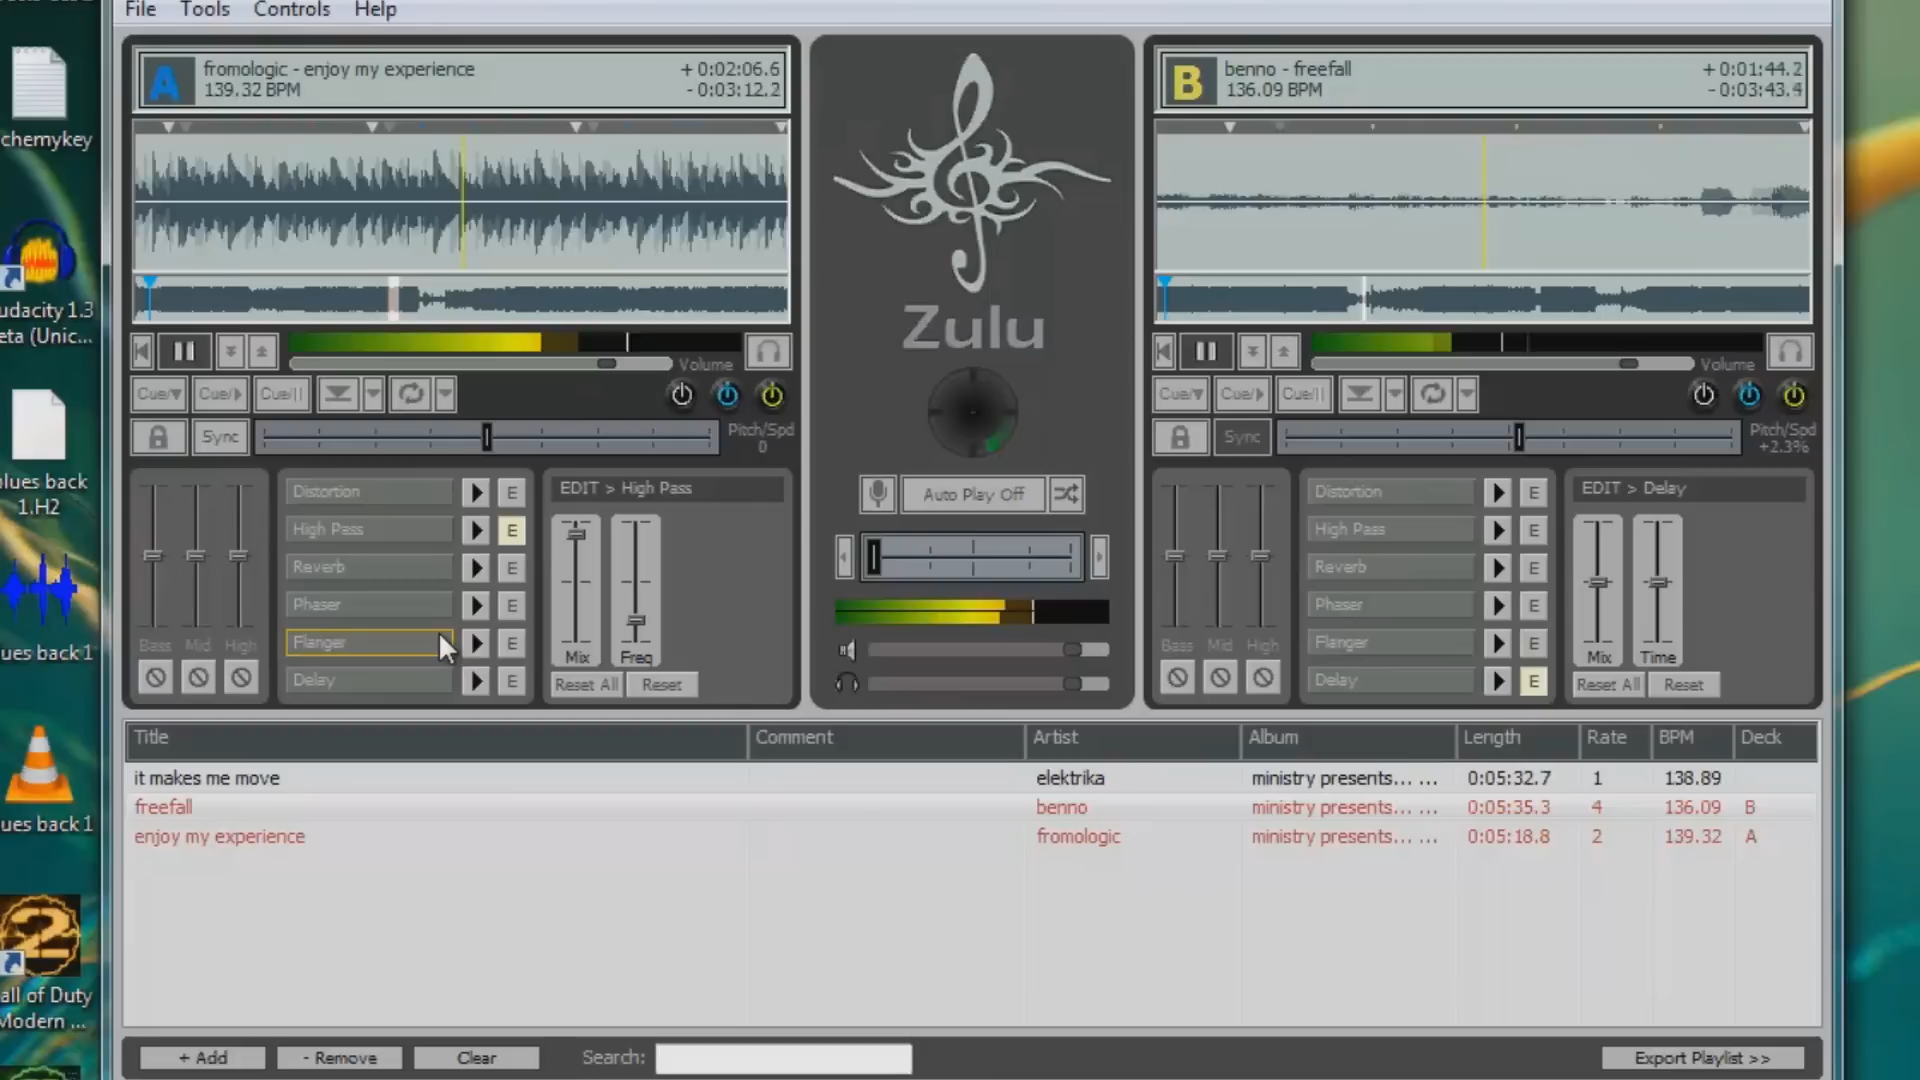 File Tools Controls Help
A fromologic - enjoy my experience + 0:02:06.6
139.32 BPM - 0:03:12.2
B benno - freefall + 0:01:44.2
136.09 BPM - 0:03:43.4
Zulu
Volume
Cue/▼ Cue/▶ Cue/||
Sync
Pitch/Spd
0
Volume
Cue/▼ Cue/▶ Cue/||
Sync
Pitch/Spd
+2.3%
Bass Mid High
Distortion E
High Pass E
Reverb E
Phaser E
Flanger E
Delay E
EDIT > High Pass
Mix Freq
Reset All Reset
Auto Play Off
Bass Mid High
Distortion E
High Pass E
Reverb E
Phaser E
Flanger E
Delay E
EDIT > Delay
Mix Time
Reset All Reset
Title Comment Artist Album Length Rate BPM Deck
it makes me move elektrika ministry presents... ... 0:05:32.7 1 138.89
freefall benno ministry presents... ... 0:05:35.3 4 136.09 B
enjoy my experience fromologic ministry presents... ... 0:05:18.8 2 139.32 A
+ Add - Remove Clear Search: Export Playlist >>
chemykey
udacity 1.3
eta (Unic...
blues back
1.H2
ues back 1
ues back 1
2
all of Duty
Modern ...